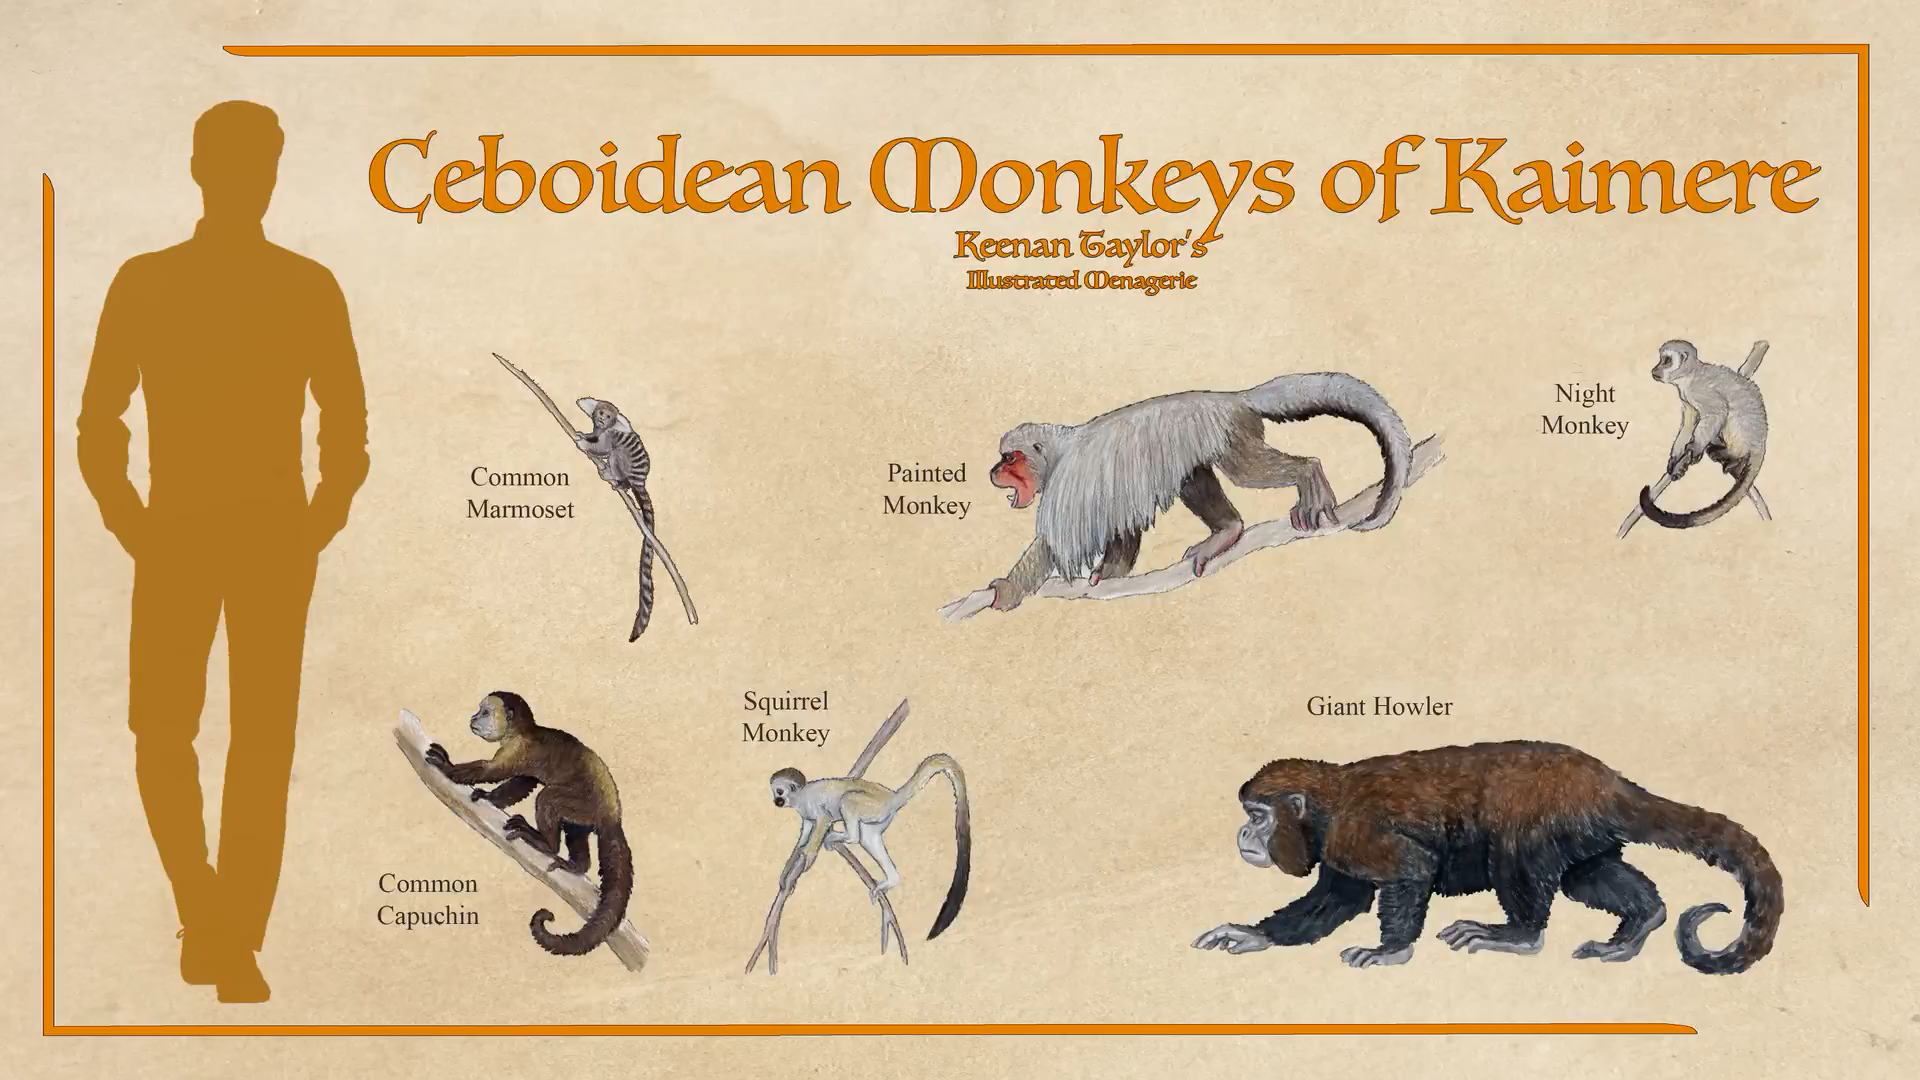 Ceboidean Monkeys of Kaimere
Keenan Taylor's
Illustrated Menagerie
Common
Marmoset
Painted
Monkey
Night
Monkey
Common
Capuchin
Squirrel
Monkey
Giant Howler